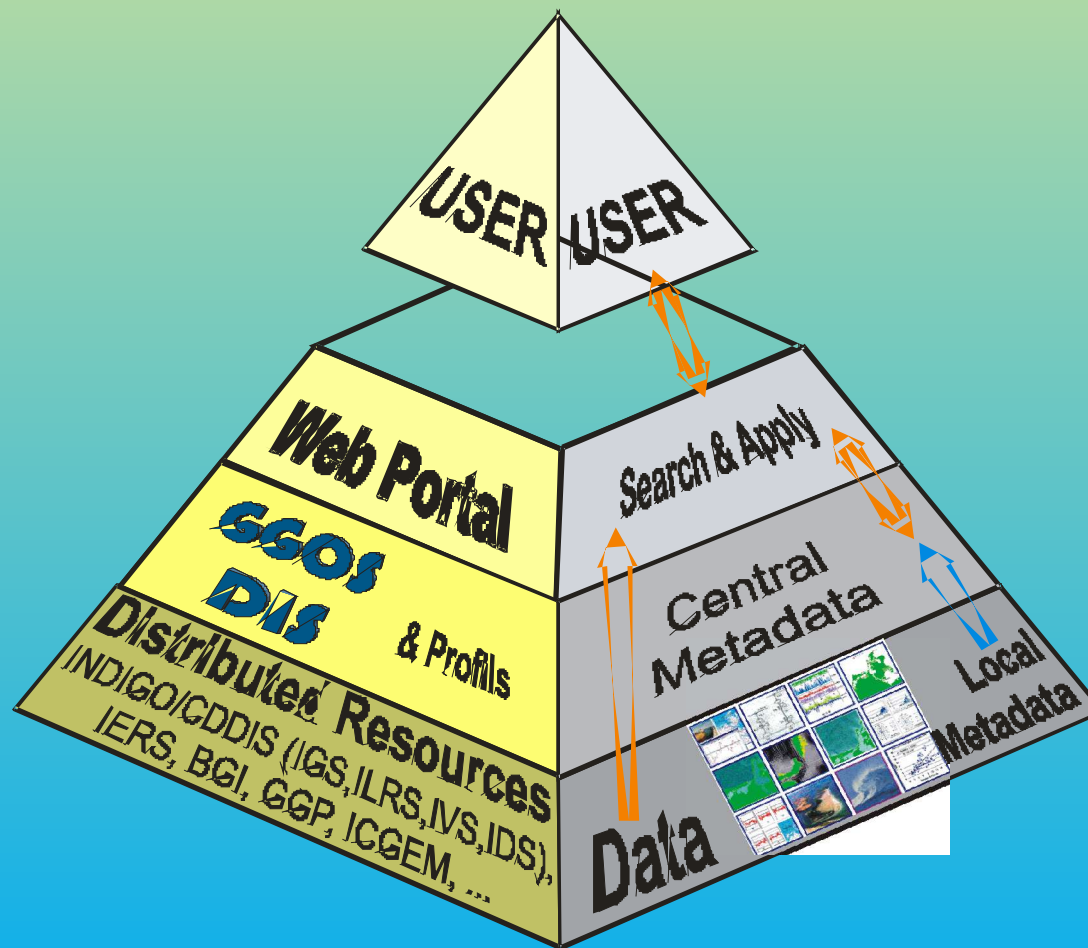 USER
USER
Web Portal
Search & Apply
GGOS
DIS
& Profils
Central
Metadata
Distributed Resources
INDIGO/CDDIS (IGS,ILRS,IVS,IDS),
IERS, BGI, GGP, ICGEM, ...
Data
Local
Metadata